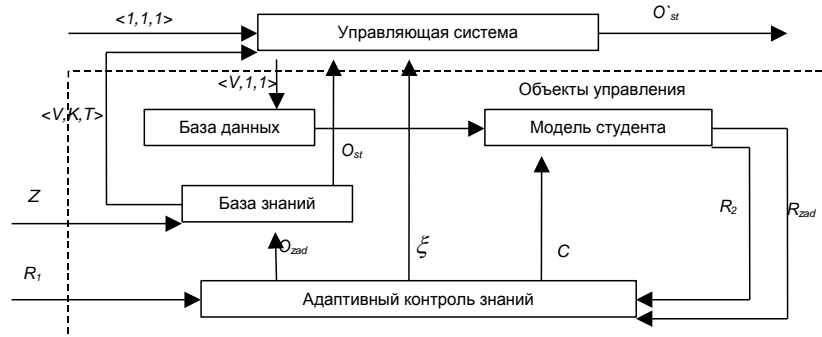 <1,1,1>
Управляющая система
O`st
<V,1,1>
Объекты управления
<V,K,T>
База данных
Модель студента
Ost
Z
База знаний
R2
Rzad
Ozad
ξ
C
R1
Адаптивный контроль знаний